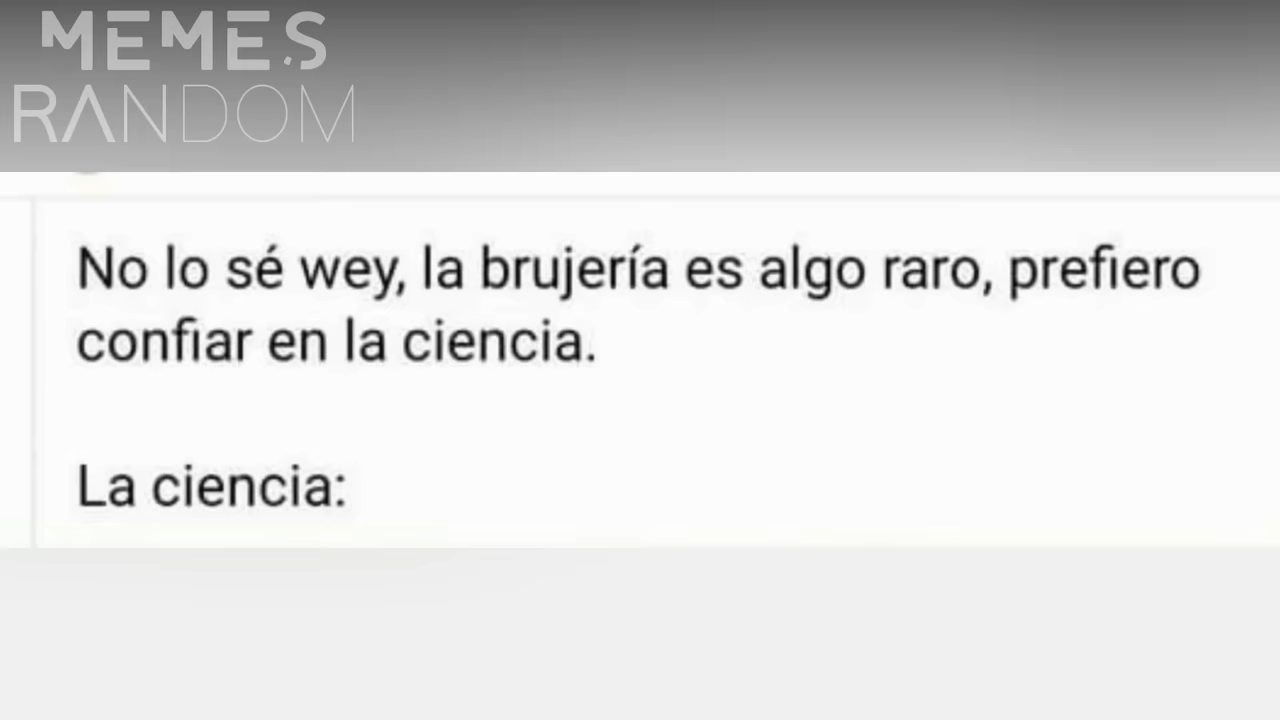 MEMES
RANDOM
No lo sé wey, la brujería es algo raro, prefiero
confiar en la ciencia.
La ciencia: